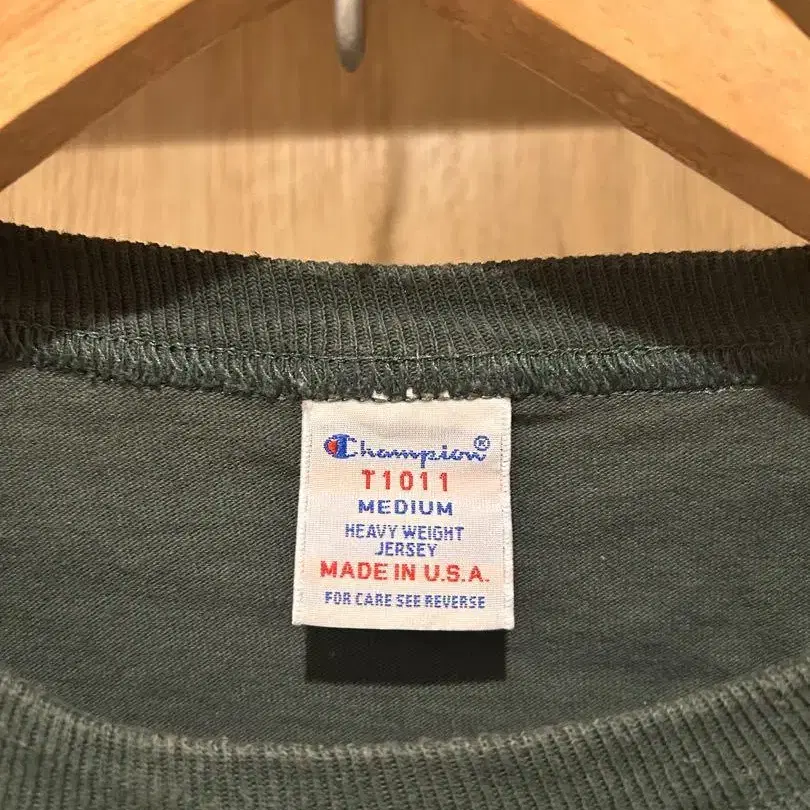 Champion®
T1011
MEDIUM
HEAVY WEIGHT
JERSEY
MADE IN U.S.A.
FOR CARE SEE REVERSE